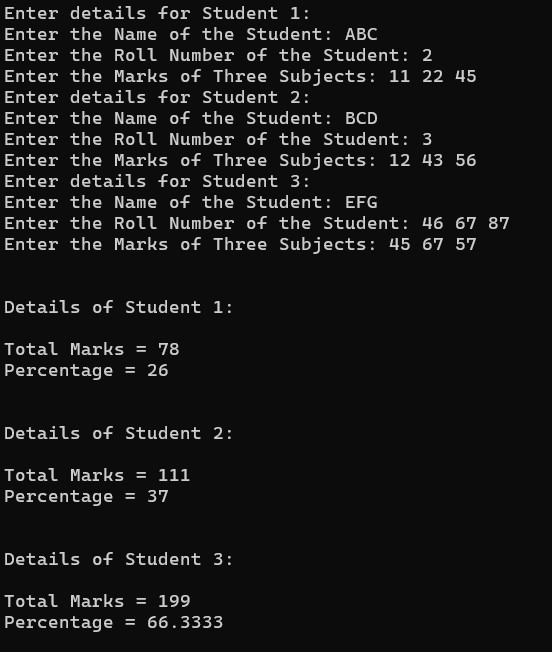 Enter details for Student 1:
Enter the Name of the Student: ABC
Enter the Roll Number of the Student: 2
Enter the Marks of Three Subjects: 11 22 45
Enter details for Student 2:
Enter the Name of the Student: BCD
Enter the Roll Number of the Student: 3
Enter the Marks of Three Subjects: 12 43 56
Enter details for Student 3:
Enter the Name of the Student: EFG
Enter the Roll Number of the Student: 46 67 87
Enter the Marks of Three Subjects: 45 67 57
Details of Student 1:
Total Marks = 78
Percentage = 26
Details of Student 2:
Total Marks = 111
Percentage = 37
Details of Student 3:
Total Marks = 199
Percentage = 66.3333